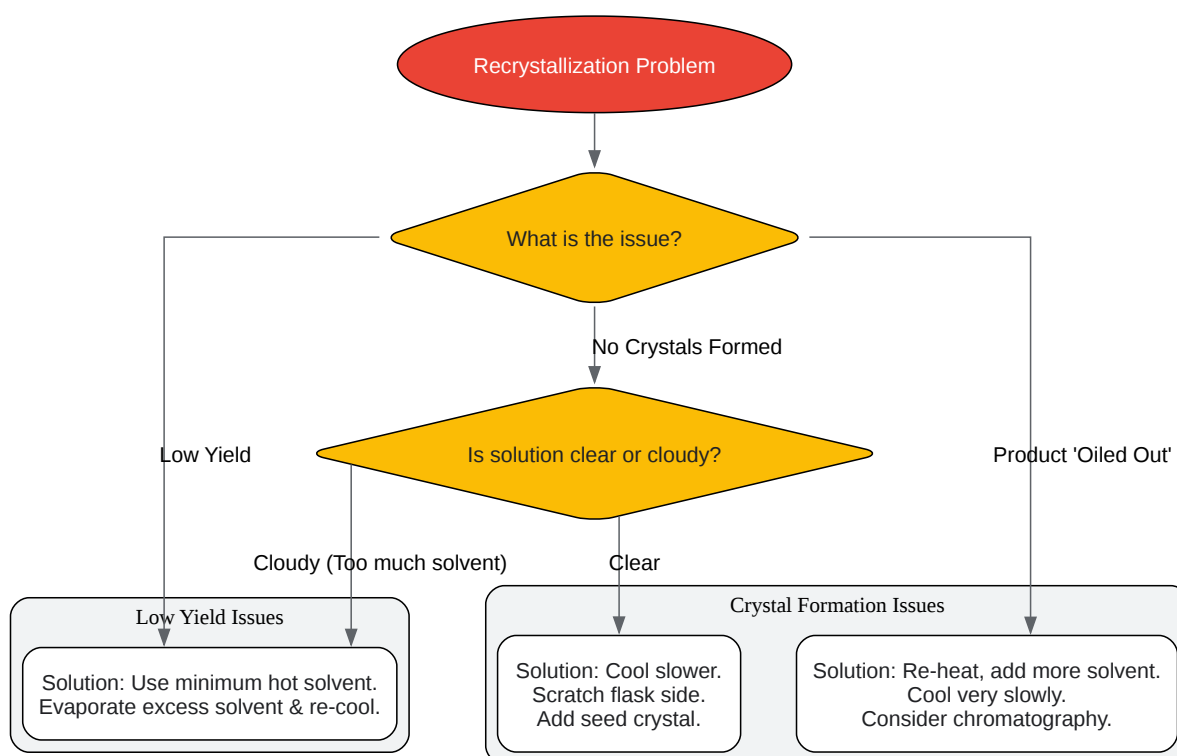 Recrystallization Problem
What is the issue?
No Crystals Formed
Low Yield
Is solution clear or cloudy?
Product 'Oiled Out'
Cloudy (Too much solvent)
Clear
Low Yield Issues
Crystal Formation Issues
Solution: Use minimum hot solvent.
Evaporate excess solvent & re-cool.
Solution: Cool slower.
Scratch flask side.
Add seed crystal.
Solution: Re-heat, add more solvent.
Cool very slowly.
Consider chromatography.